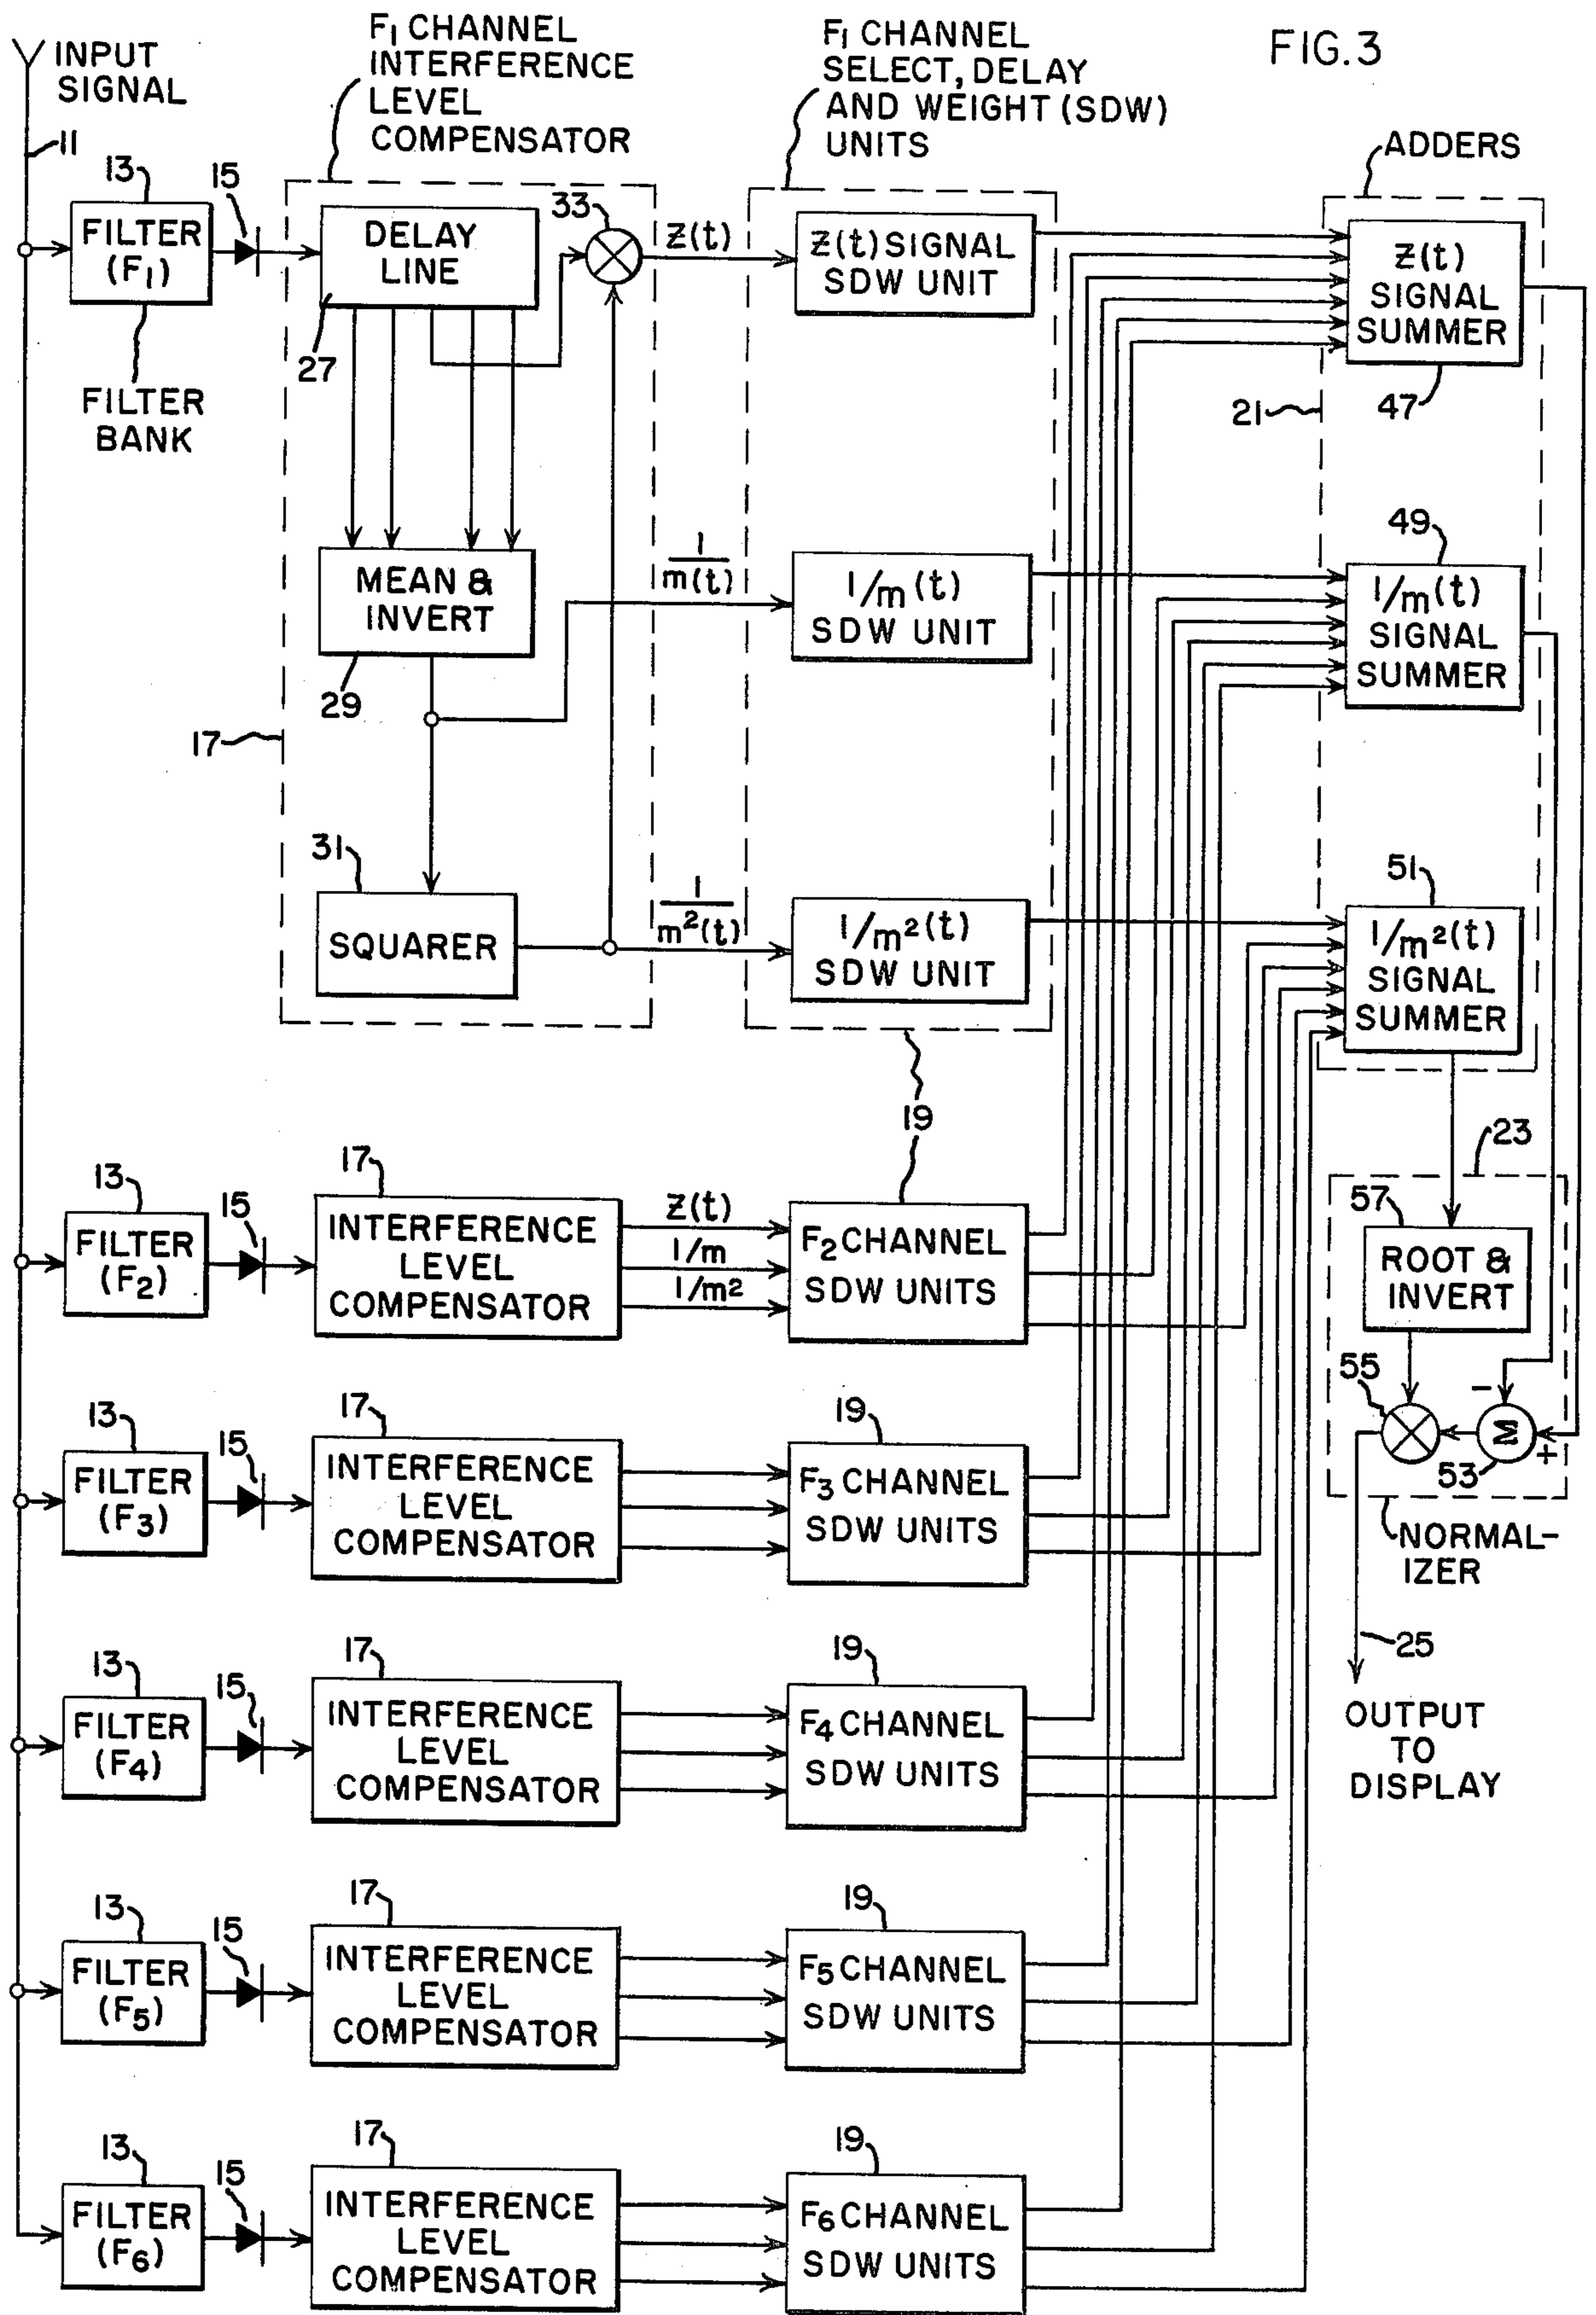 FIG.3
INPUT
SIGNAL
11
F1 CHANNEL
INTERFERENCE
LEVEL
COMPENSATOR
F1 CHANNEL
SELECT, DELAY
AND WEIGHT (SDW)
UNITS
ADDERS
13
15
FILTER
(F1)
FILTER
BANK
DELAY
LINE
27
33
Z(t)
Z(t) SIGNAL
SDW UNIT
Z(t)
SIGNAL
SUMMER
47
21
MEAN &
INVERT
29
1
m(t)
1/m(t)
SDW UNIT
49
1/m(t)
SIGNAL
SUMMER
17
31
SQUARER
1
m2(t)
1/m2(t)
SDW UNIT
51
1/m2(t)
SIGNAL
SUMMER
19
23
13
15
17
FILTER
(F2)
INTERFERENCE
LEVEL
COMPENSATOR
Z(t)
1/m
1/m2
F2 CHANNEL
SDW UNITS
57
ROOT &
INVERT
55
−
Σ
+
53
NORMAL-
IZER
25
OUTPUT
TO
DISPLAY
13
15
17
19
FILTER
(F3)
INTERFERENCE
LEVEL
COMPENSATOR
F3 CHANNEL
SDW UNITS
13
15
17
19
FILTER
(F4)
INTERFERENCE
LEVEL
COMPENSATOR
F4 CHANNEL
SDW UNITS
13
15
17
19
FILTER
(F5)
INTERFERENCE
LEVEL
COMPENSATOR
F5 CHANNEL
SDW UNITS
13
15
17
19
FILTER
(F6)
INTERFERENCE
LEVEL
COMPENSATOR
F6 CHANNEL
SDW UNITS